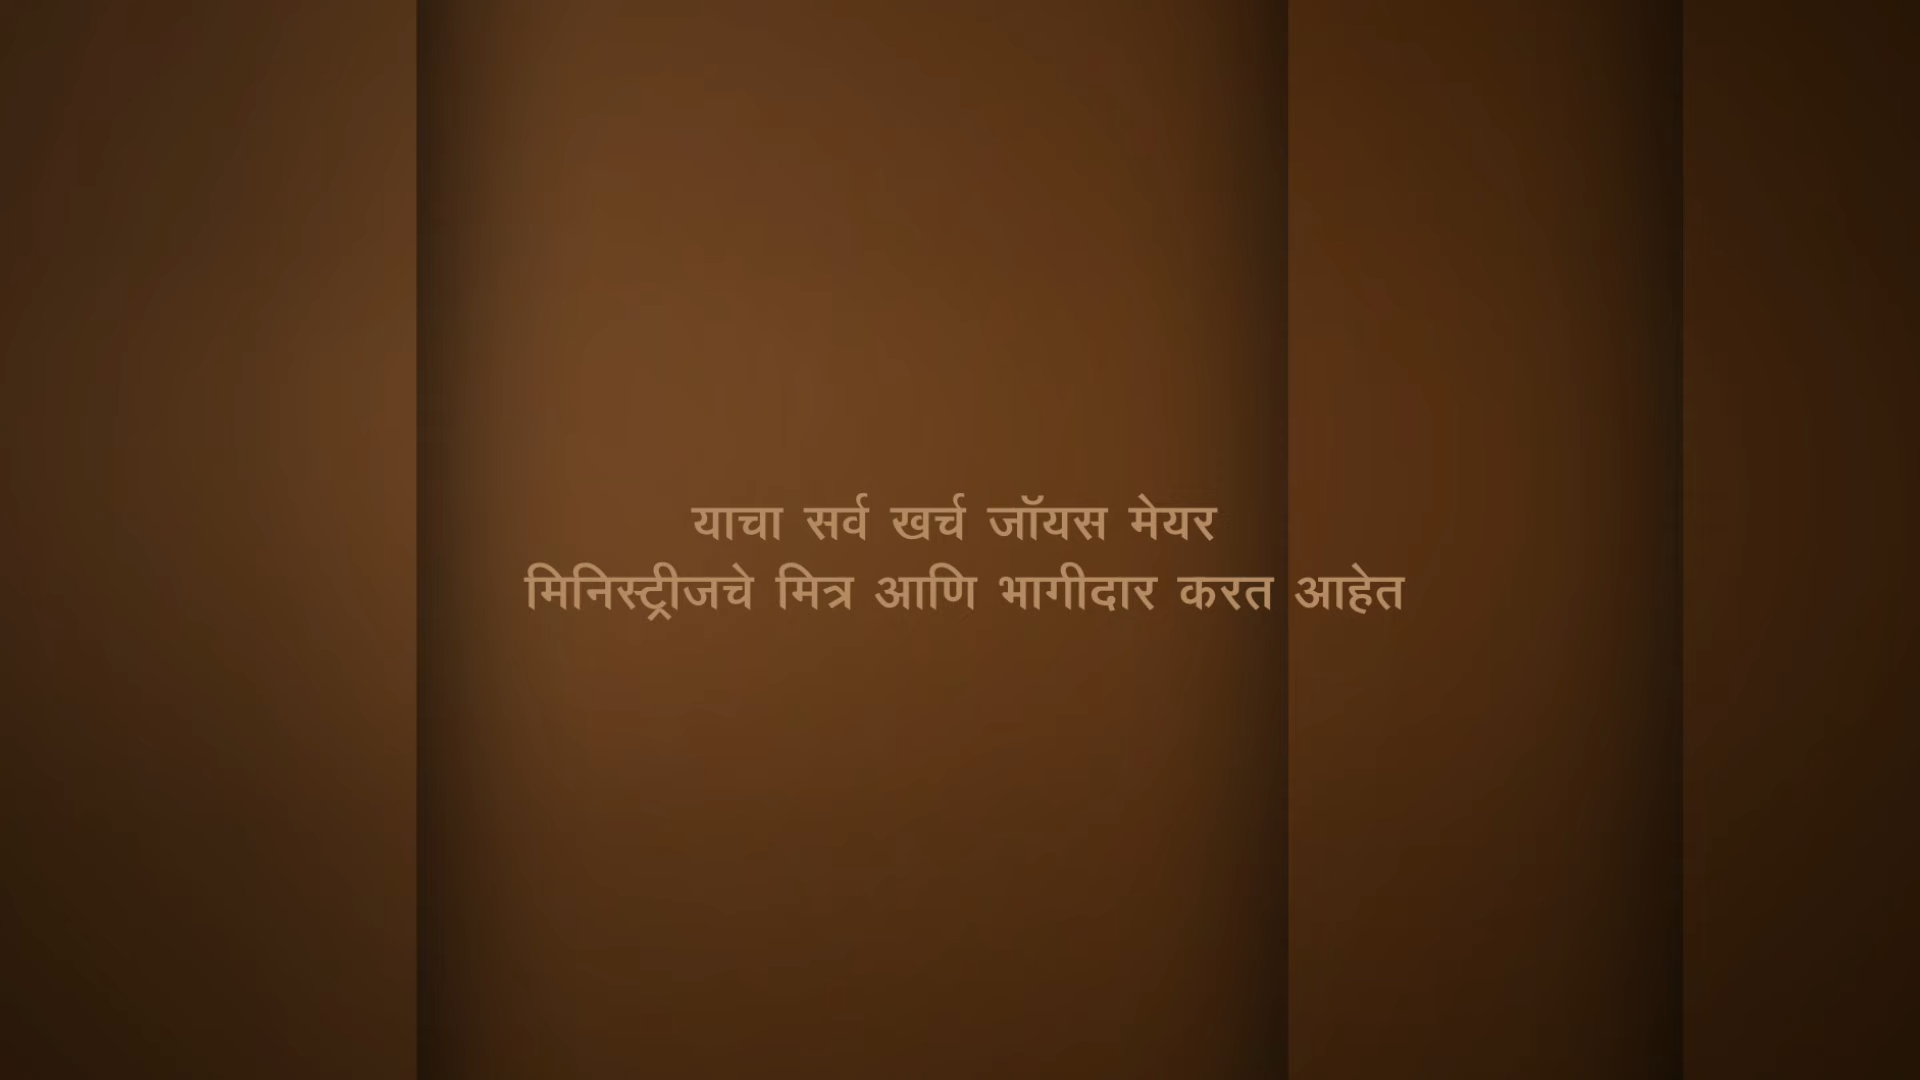 याचा सर्व खर्च जॉयस मेयर
मिनिस्ट्रीजचे मित्र आणि भागीदार करत आहेत